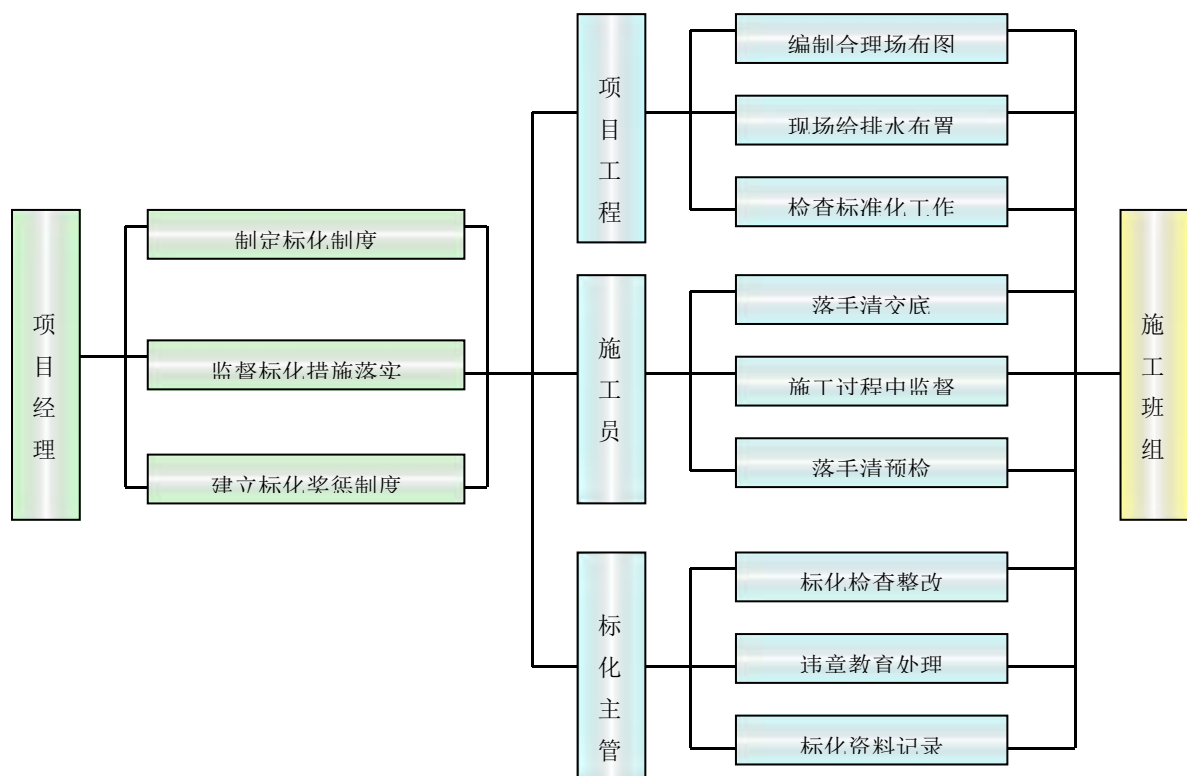 项目经理
制定标化制度
监督标化措施落实
建立标化奖惩制度
项目工程
编制合理场布图
现场给排水布置
检查标准化工作
施工员
落手清交底
施工过程中监督
落手清预检
标化主管
标化检查整改
违章教育处理
标化资料记录
施工班组